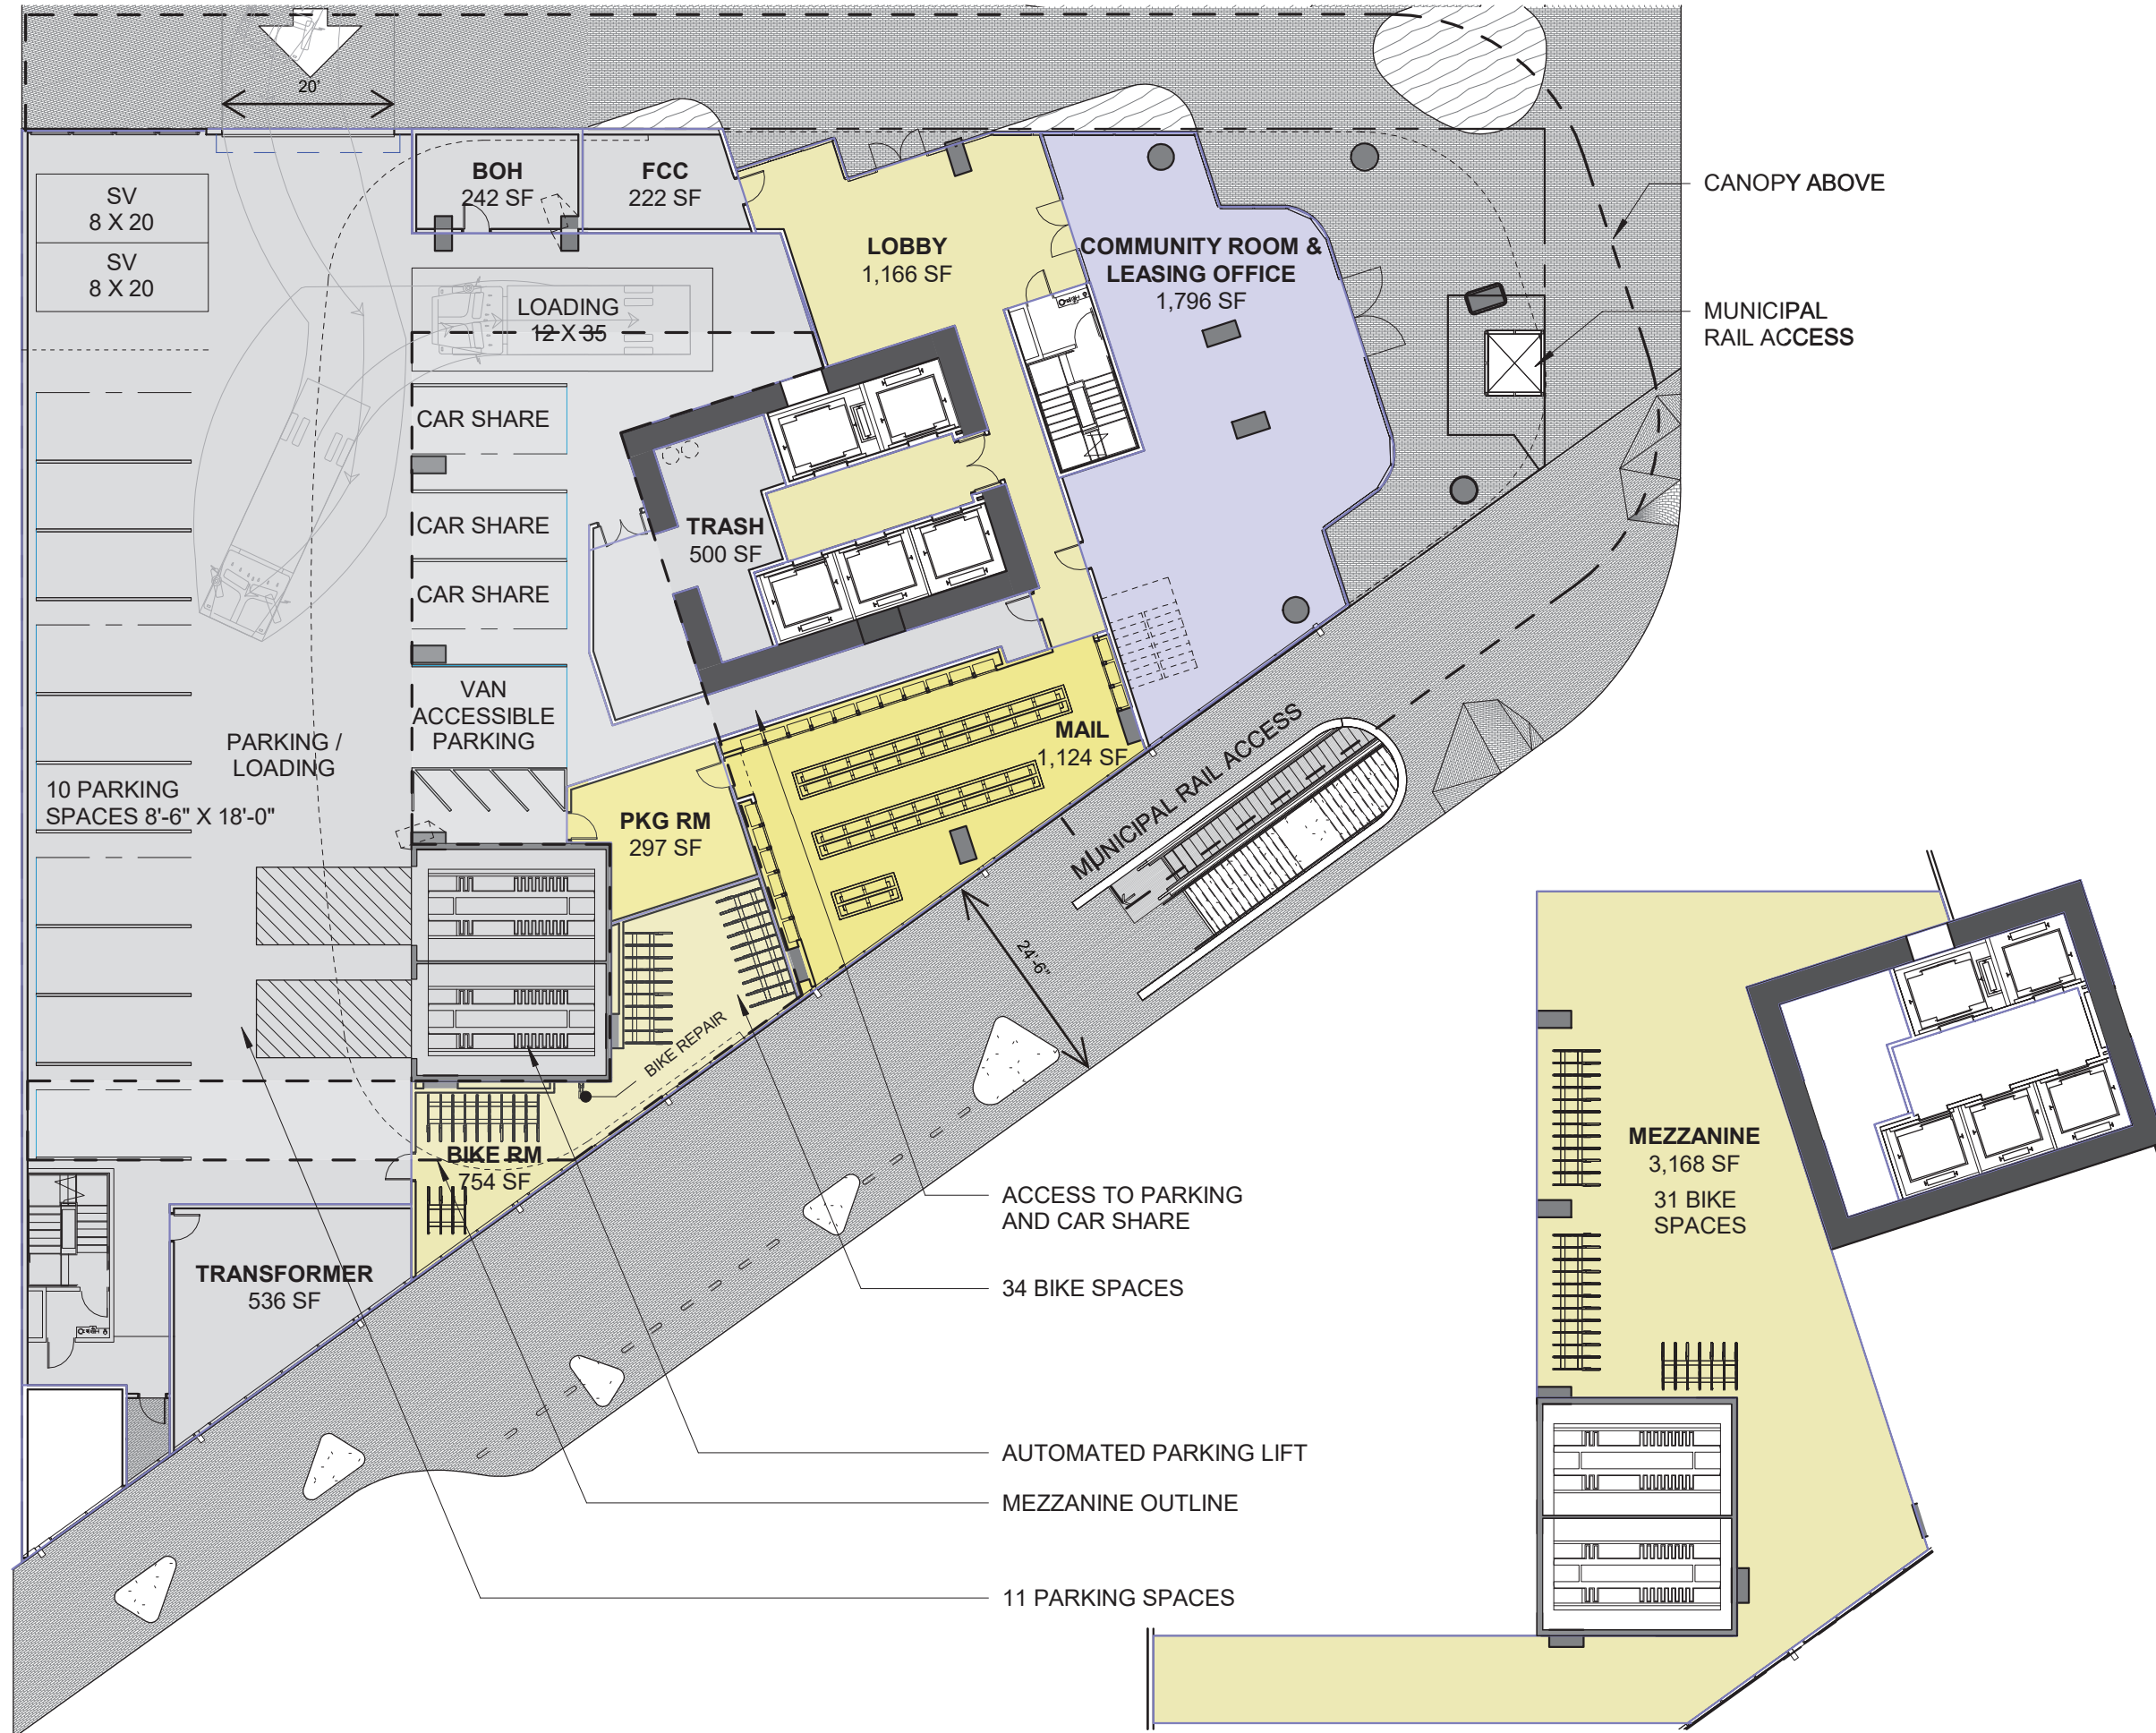 20'
SV
8 X 20
SV
8 X 20
BOH
242 SF
FCC
222 SF
LOADING
12 X 35
LOBBY
1,166 SF
COMMUNITY ROOM &
LEASING OFFICE
1,796 SF
CANOPY ABOVE
MUNICIPAL
RAIL ACCESS
CAR SHARE
CAR SHARE
CAR SHARE
TRASH
500 SF
VAN
ACCESSIBLE
PARKING
PARKING /
LOADING
10 PARKING
SPACES 8'-6" X 18'-0"
MAIL
1,124 SF
PKG RM
297 SF
MUNICIPAL RAIL ACCESS
24'-6"
BIKE REPAIR
BIKE RM
754 SF
TRANSFORMER
536 SF
MEZZANINE
3,168 SF
31 BIKE
SPACES
ACCESS TO PARKING
AND CAR SHARE
34 BIKE SPACES
AUTOMATED PARKING LIFT
MEZZANINE OUTLINE
11 PARKING SPACES